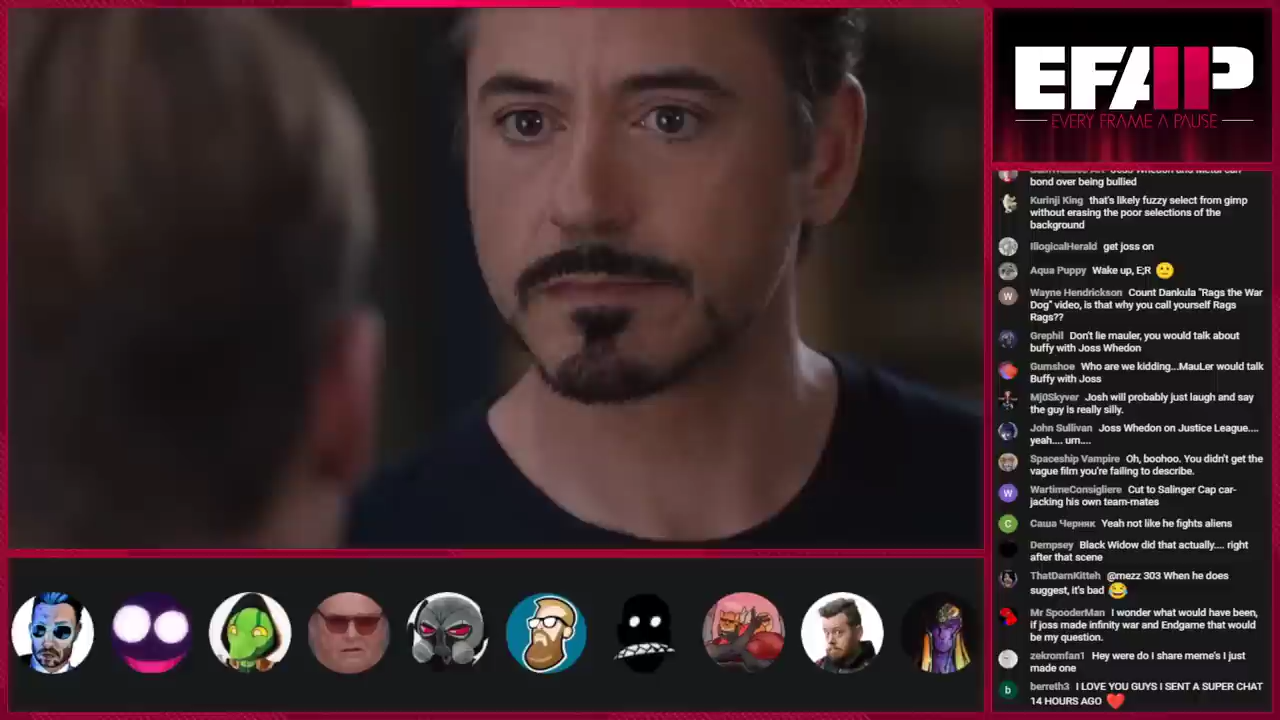 EFAP
EVERY FRAME A PAUSE
bond over being bullied
Kurinji King that's likely fuzzy select from gimp
without erasing the poor selections of the
background
IllogicalHerald get joss on
Aqua Puppy Wake up, E;R
W
Wayne Hendrickson Count Dankula "Rags the War
Dog" video, is that why you call yourself Rags
Rags??
Grephil Don't lie mauler, you would talk about
buffy with Joss Whedon
Gumshoe Who are we kidding...MauLer would talk
Buffy with Joss
Mj0Skyver Josh will probably just laugh and say
the guy is really silly.
John Sullivan Joss Whedon on Justice League....
yeah.... um....
Spaceship Vampire Oh, boohoo. You didn't get the
vague film you're failing to describe.
W
WartimeConsigliere Cut to Salinger Cap car-
jacking his own team-mates
C
Саша Черняк Yeah not like he fights aliens
Dempsey Black Widow did that actually.... right
after that scene
ThatDarnKitteh @mezz 303 When he does
suggest, it's bad
Mr SpooderMan I wonder what would have been,
if joss made infinity war and Endgame that would
be my question.
zekromfan1 Hey were do I share meme's I just
made one
b
berreth3 I LOVE YOU GUYS I SENT A SUPER CHAT
14 HOURS AGO